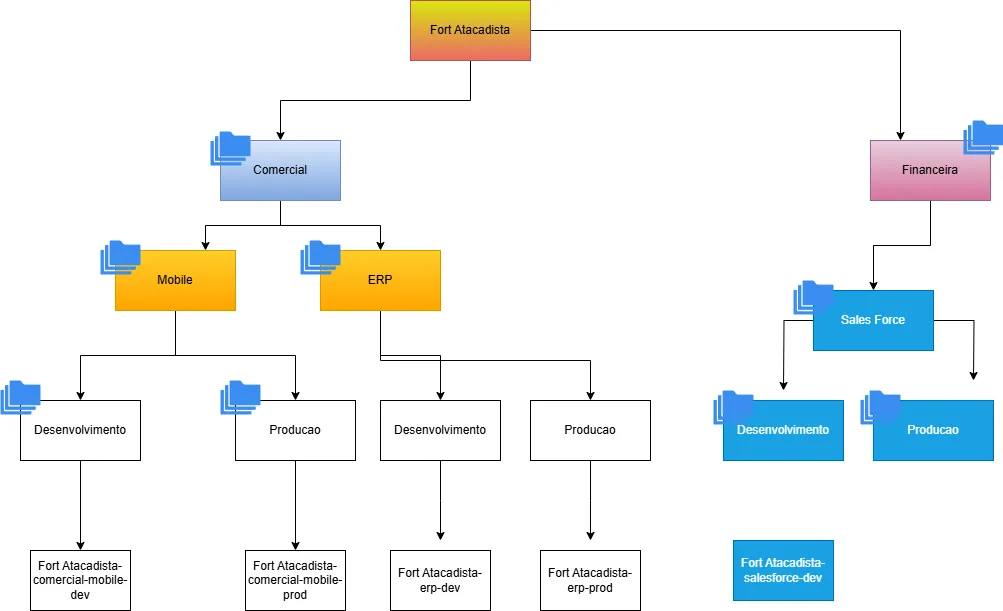 Fort Atacadista
Comercial
Financeira
Mobile
ERP
Sales Force
Desenvolvimento
Producao
Desenvolvimento
Producao
Desenvolvimento
Producao
Fort Atacadista-
comercial-mobile-
dev
Fort Atacadista-
comercial-mobile-
prod
Fort Atacadista-
erp-dev
Fort Atacadista-
erp-prod
Fort Atacadista-
salesforce-dev